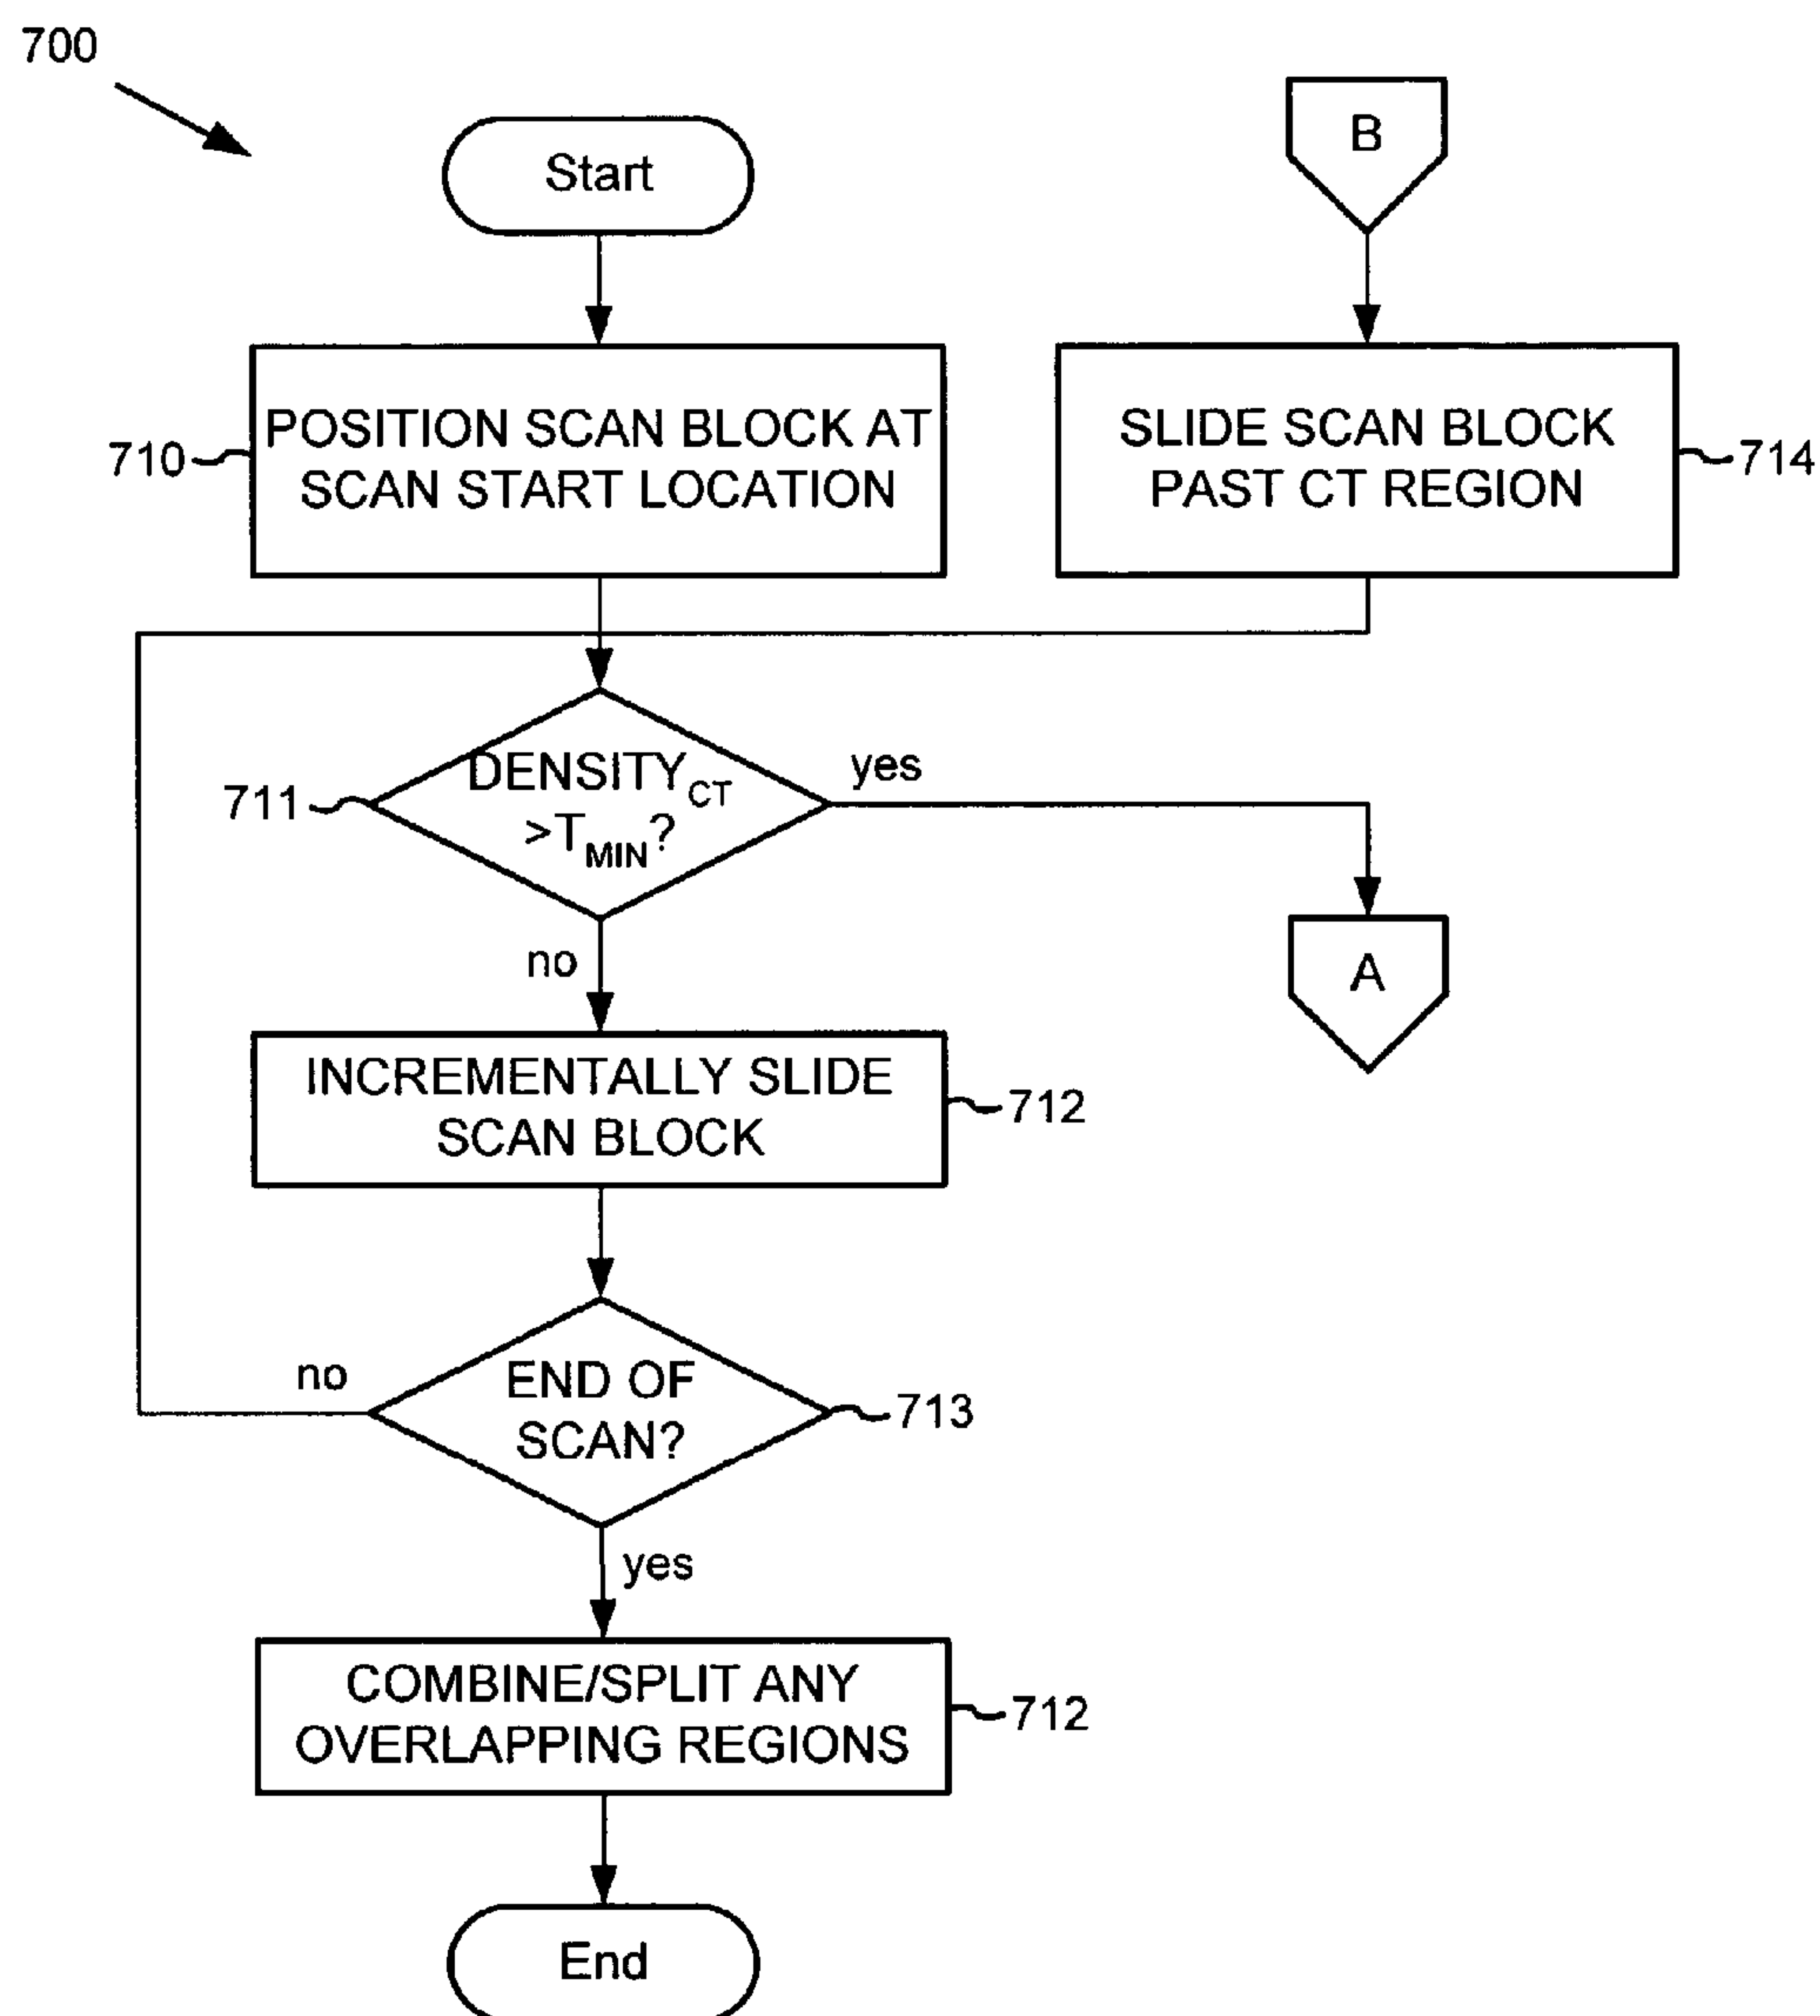 700
Start
B
710
POSITION SCAN BLOCK AT
SCAN START LOCATION
SLIDE SCAN BLOCK
PAST CT REGION
714
711
DENSITY_CT
>T_MIN?
yes
no
A
INCREMENTALLY SLIDE
SCAN BLOCK
712
no
END OF
SCAN?
713
yes
COMBINE/SPLIT ANY
OVERLAPPING REGIONS
712
End